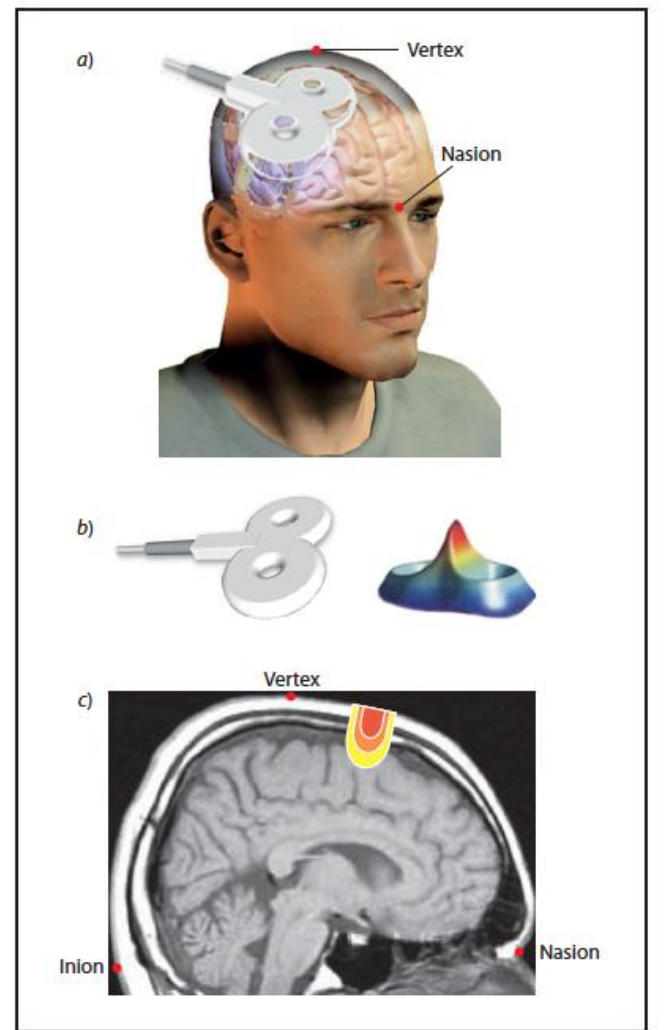 a)
Vertex
Nasion
b)
Vertex
c)
Inion
Nasion